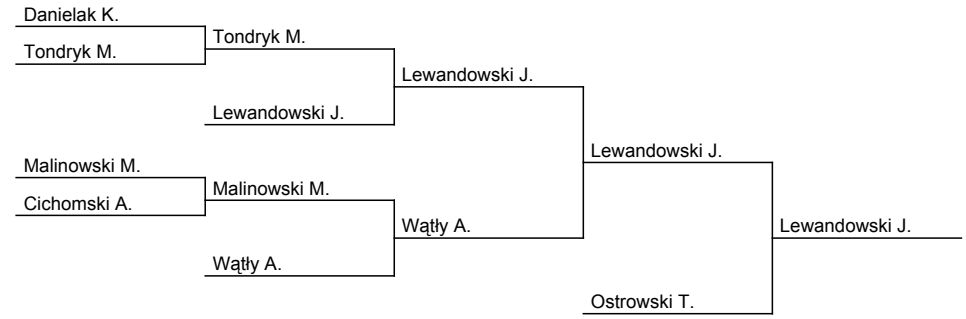 Danielak K.
Tondryk M.
Tondryk M.
Lewandowski J.
Lewandowski J.
Malinowski M.
Cichomski A.
Malinowski M.
Wątły A.
Wątły A.
Lewandowski J.
Ostrowski T.
Lewandowski J.